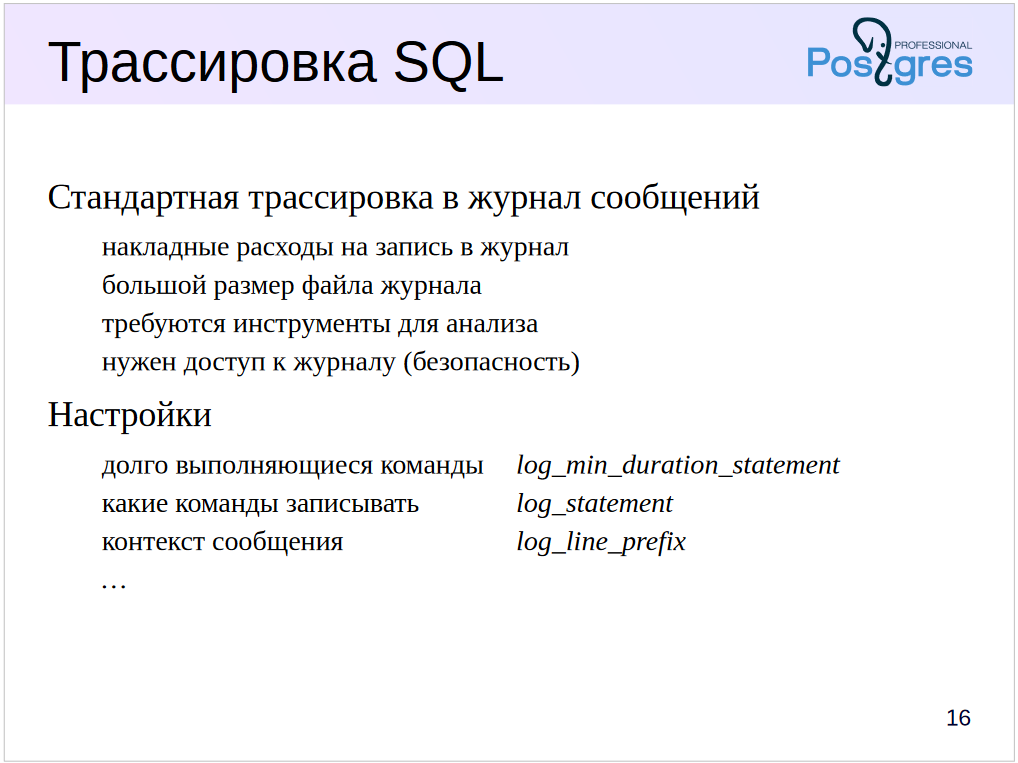 Трассировка SQL
PROFESSIONAL
Postgres
Стандартная трассировка в журнал сообщений
накладные расходы на запись в журнал
большой размер файла журнала
требуются инструменты для анализа
нужен доступ к журналу (безопасность)
Настройки
долго выполняющиеся команды log_min_duration_statement
какие команды записывать log_statement
контекст сообщения log_line_prefix
…
16